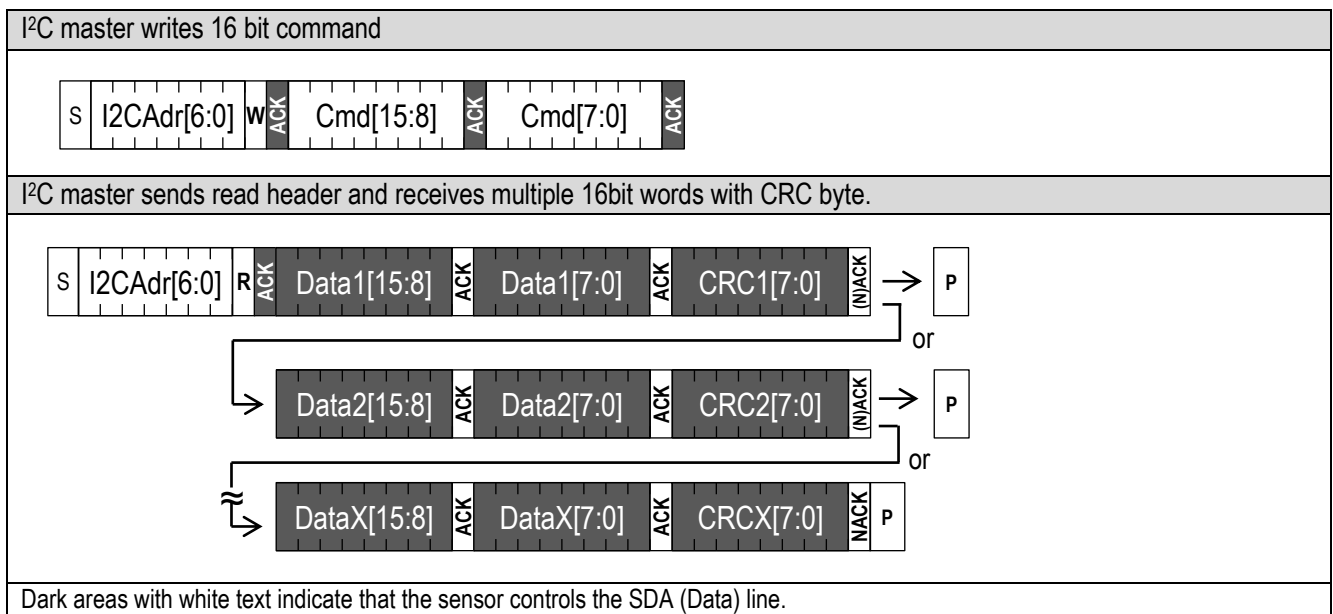 I²C master writes 16 bit command
S I2CAdr[6:0] W ACK Cmd[15:8] ACK Cmd[7:0] ACK
I²C master sends read header and receives multiple 16bit words with CRC byte.
S I2CAdr[6:0] R ACK Data1[15:8] ACK Data1[7:0] ACK CRC1[7:0] (N)ACK P
or
Data2[15:8] ACK Data2[7:0] ACK CRC2[7:0] (N)ACK P
or
≈
DataX[15:8] ACK DataX[7:0] ACK CRCX[7:0] NACK P
Dark areas with white text indicate that the sensor controls the SDA (Data) line.